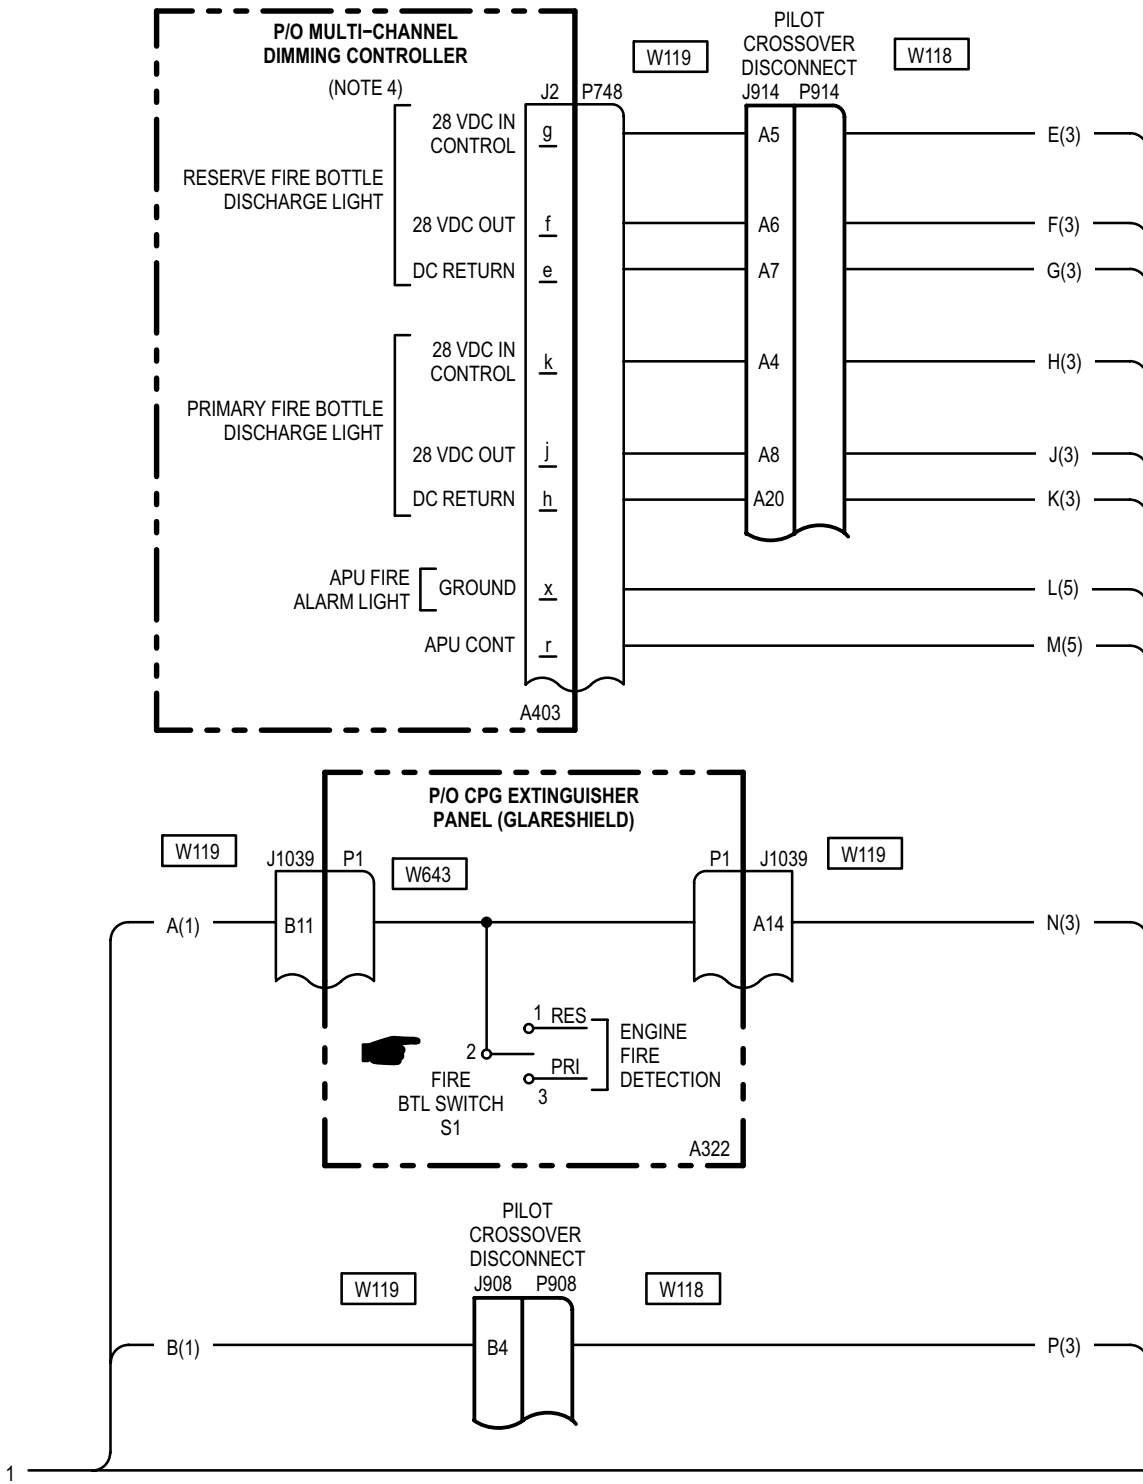 P/O MULTI−CHANNEL
DIMMING CONTROLLER
(NOTE 4)
PILOT
CROSSOVER
DISCONNECT
W119
W118
J2
P748
J914
P914
RESERVE FIRE BOTTLE
DISCHARGE LIGHT
28 VDC IN
CONTROL
g
A5
E(3)
28 VDC OUT
f
A6
F(3)
DC RETURN
e
A7
G(3)
PRIMARY FIRE BOTTLE
DISCHARGE LIGHT
28 VDC IN
CONTROL
k
A4
H(3)
28 VDC OUT
j
A8
J(3)
DC RETURN
h
A20
K(3)
APU FIRE
ALARM LIGHT
GROUND
x
L(5)
APU CONT
r
M(5)
A403
P/O CPG EXTINGUISHER
PANEL (GLARESHIELD)
W119
J1039
P1
W643
P1
J1039
W119
A(1)
B11
A14
N(3)
1
RES
2
PRI
3
ENGINE
FIRE
DETECTION
FIRE
BTL SWITCH
S1
A322
PILOT
CROSSOVER
DISCONNECT
W119
J908
P908
W118
B(1)
B4
P(3)
1